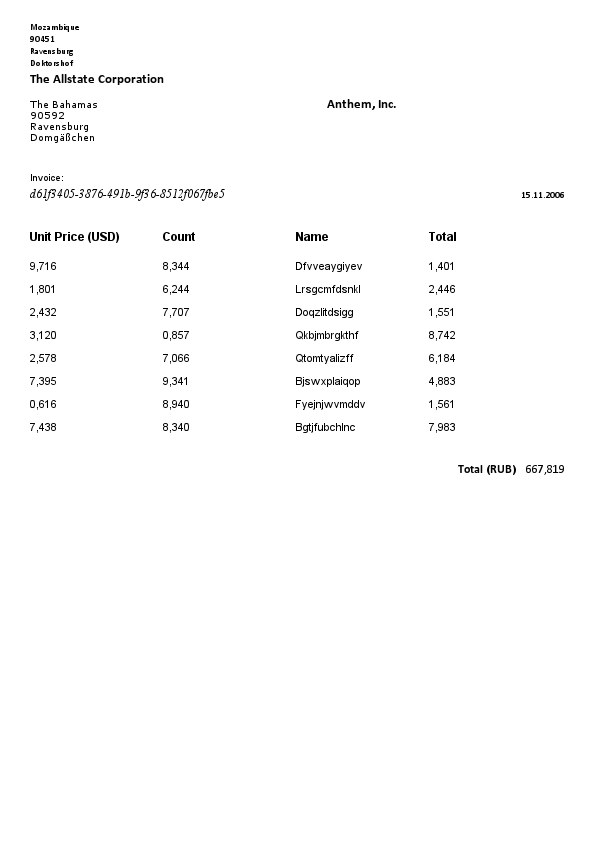 Mozambique
90451
Ravensburg
Doktorshof
The Allstate Corporation
The Bahamas
90592
Ravensburg
Domgäßchen
Anthem, Inc.
Invoice:
d61f3405-3876-491b-9f36-8512f067fbe5
15.11.2006
Unit Price (USD) Count Name Total
9,716 8,344 Dfvveaygiyev 1,401
1,801 6,244 Lrsgcmfdsnkl 2,446
2,432 7,707 Doqzlitdsigg 1,551
3,120 0,857 Qkbjmbrgkthf 8,742
2,578 7,066 Qtomtyalizff 6,184
7,395 9,341 Bjswxplaiqop 4,883
0,616 8,940 Fyejnjwvmddv 1,561
7,438 8,340 Bgtjfubchlnc 7,983
Total (RUB) 667,819